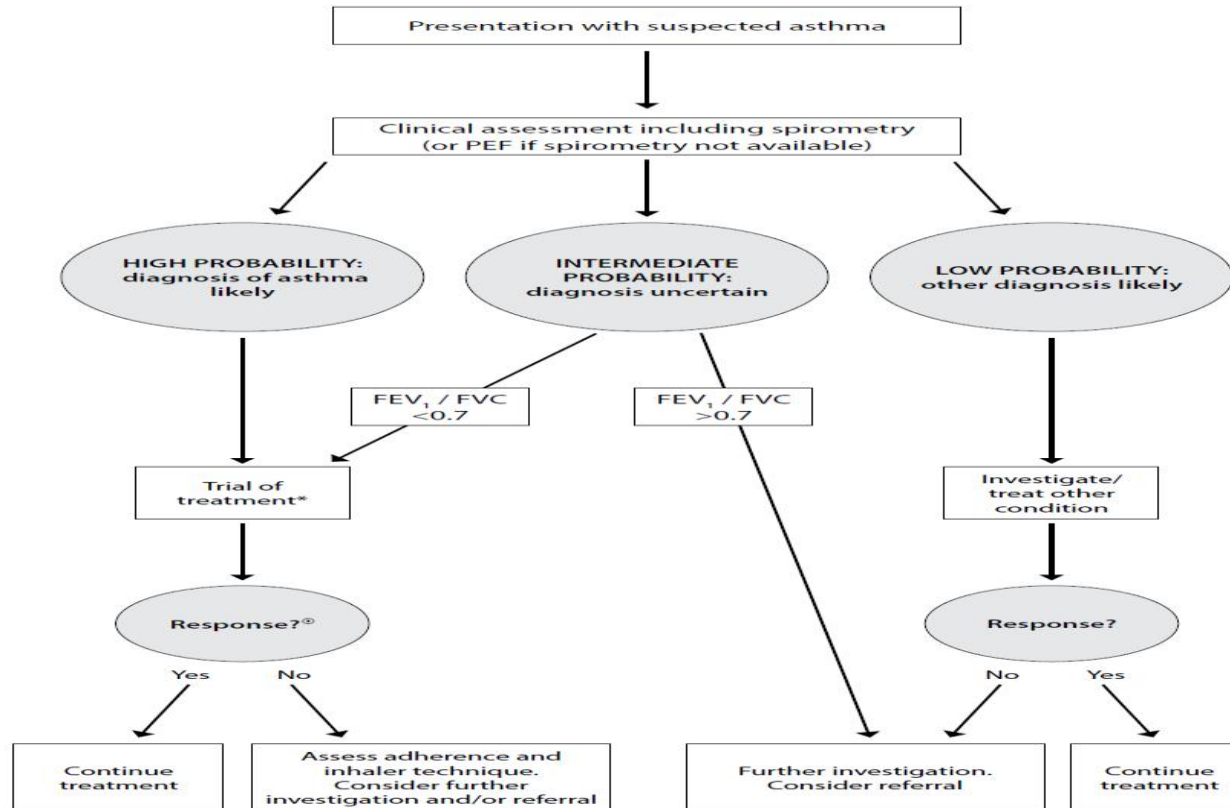 Presentation with suspected asthma
Clinical assessment including spirometry
(or PEF if spirometry not available)
HIGH PROBABILITY:
diagnosis of asthma
likely
INTERMEDIATE
PROBABILITY:
diagnosis uncertain
LOW PROBABILITY:
other diagnosis likely
FEV₁ / FVC
<0.7
FEV₁ / FVC
>0.7
Trial of
treatment*
Investigate/
treat other
condition
Response?
Response?
Yes
No
No
Yes
Continue
treatment
Assess adherence and
inhaler technique.
Consider further
investigation and/or referral
Further investigation.
Consider referral
Continue
treatment